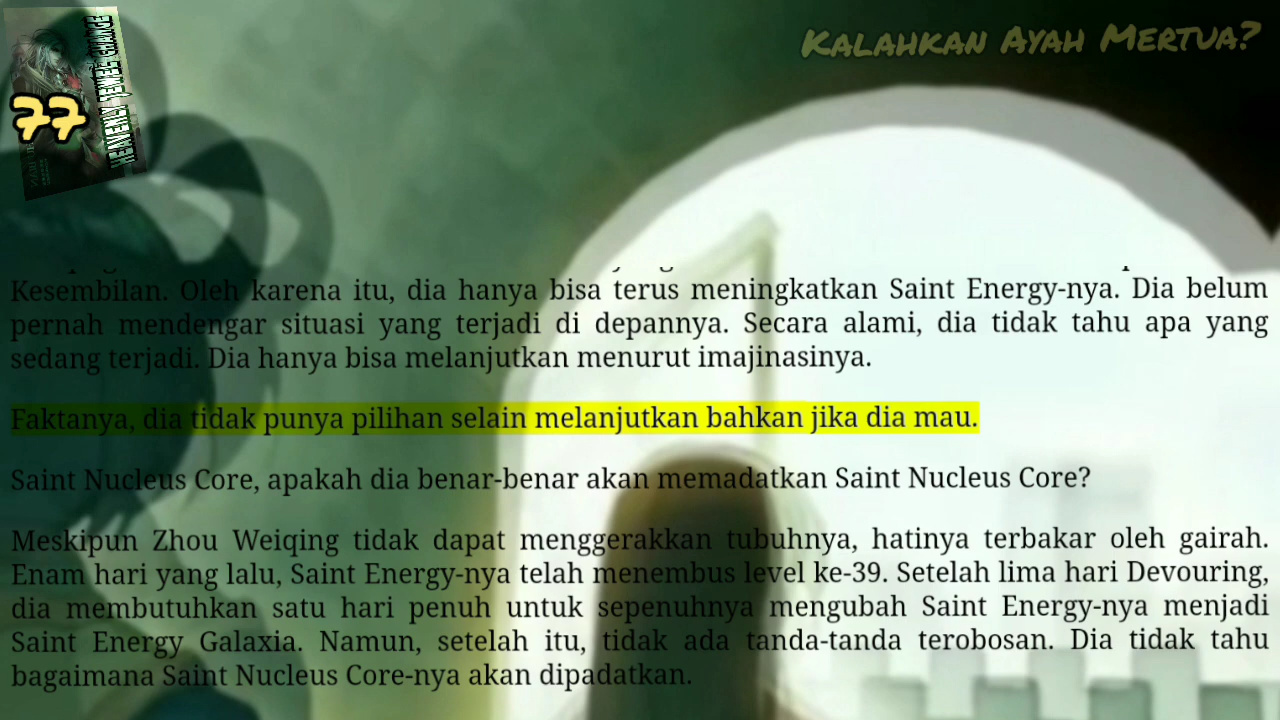 Kalahkan Ayah Mertua?
77
HEAVENLY JEWEL CHANGE
Kesembilan. Oleh karena itu, dia hanya bisa terus meningkatkan Saint Energy-nya. Dia belum
pernah mendengar situasi yang terjadi di depannya. Secara alami, dia tidak tahu apa yang
sedang terjadi. Dia hanya bisa melanjutkan menurut imajinasinya.
Faktanya, dia tidak punya pilihan selain melanjutkan bahkan jika dia mau.
Saint Nucleus Core, apakah dia benar-benar akan memadatkan Saint Nucleus Core?
Meskipun Zhou Weiqing tidak dapat menggerakkan tubuhnya, hatinya terbakar oleh gairah.
Enam hari yang lalu, Saint Energy-nya telah menembus level ke-39. Setelah lima hari Devouring,
dia membutuhkan satu hari penuh untuk sepenuhnya mengubah Saint Energy-nya menjadi
Saint Energy Galaxia. Namun, setelah itu, tidak ada tanda-tanda terobosan. Dia tidak tahu
bagaimana Saint Nucleus Core-nya akan dipadatkan.